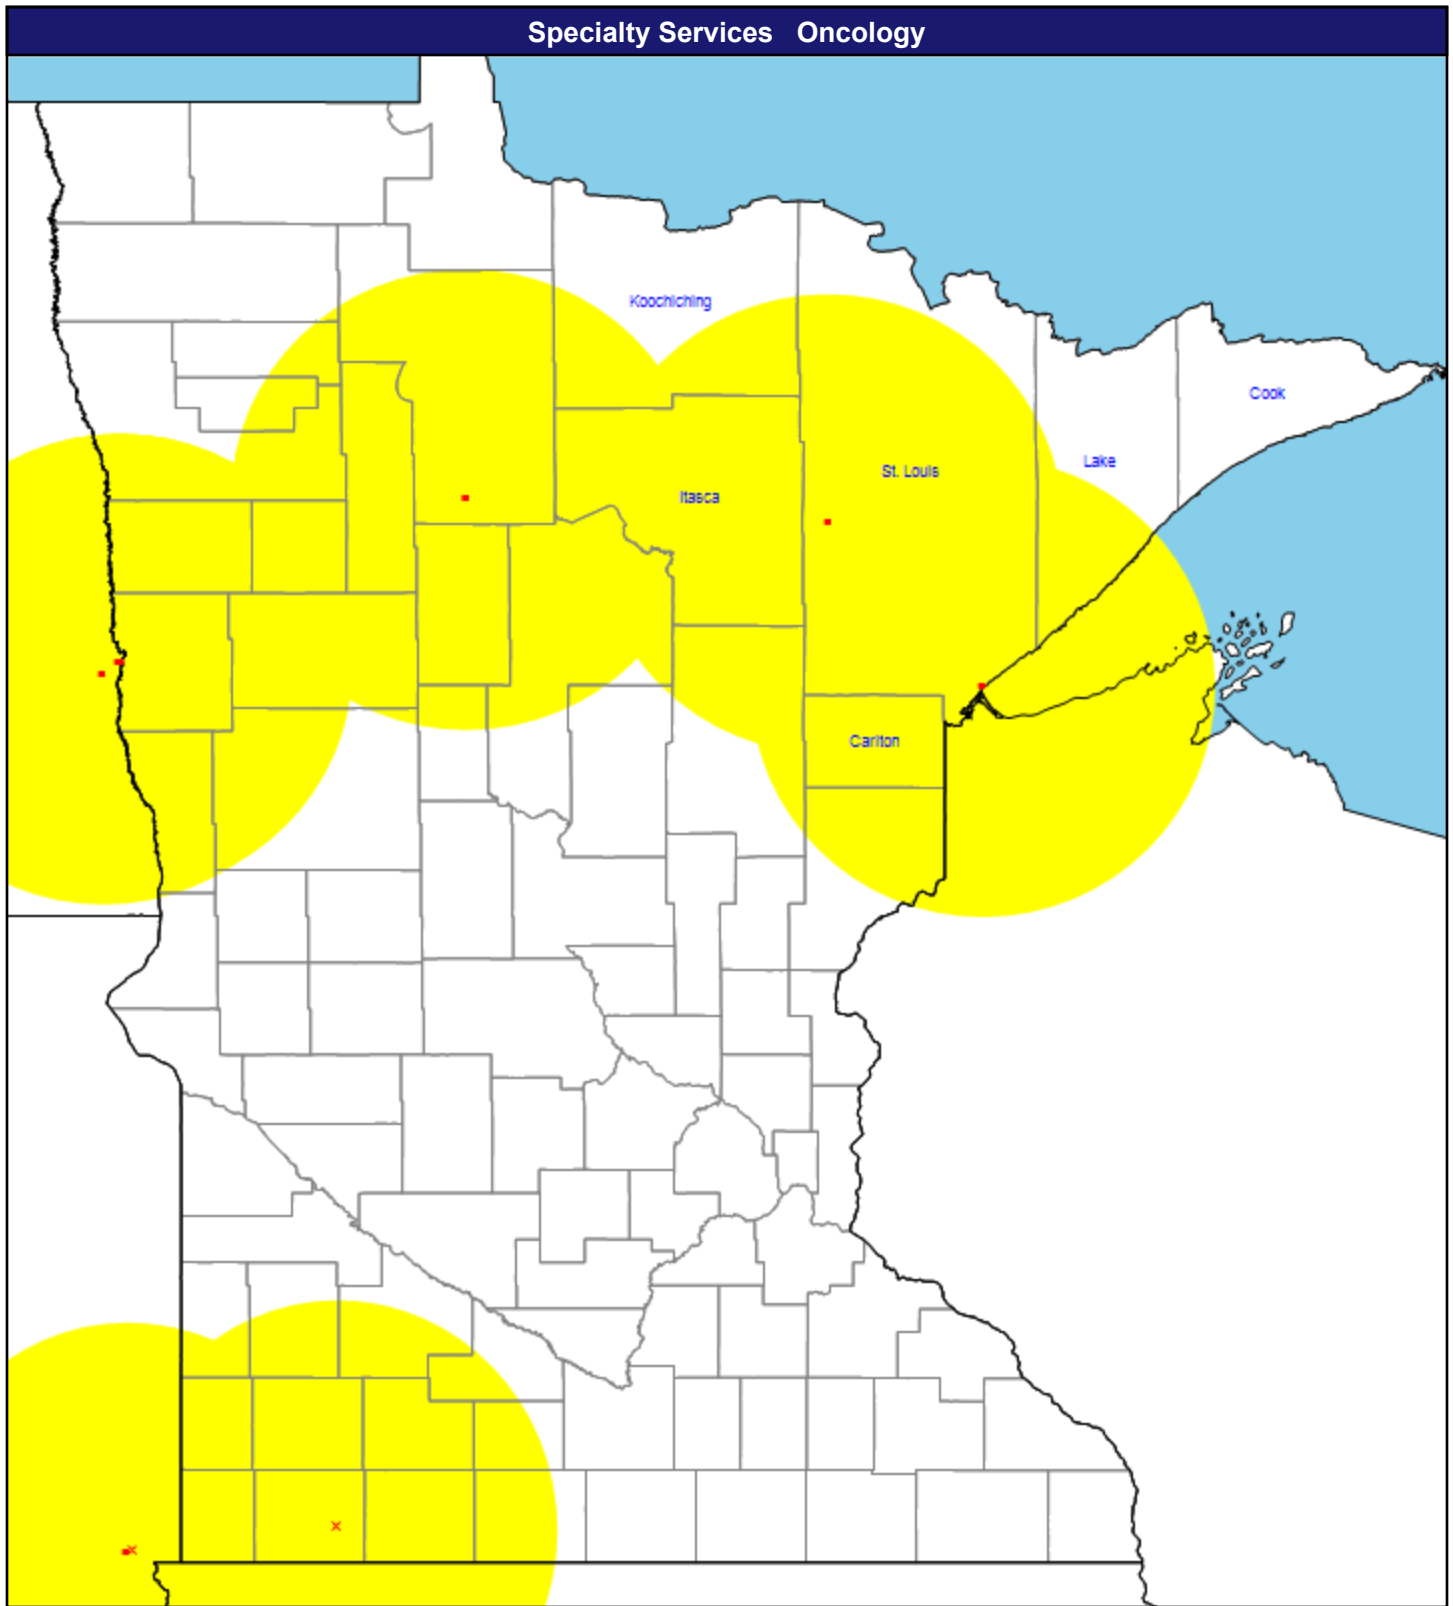 Specialty Services   Oncology
Koochiching
Cook
Lake
St. Louis
Itasca
Carlton